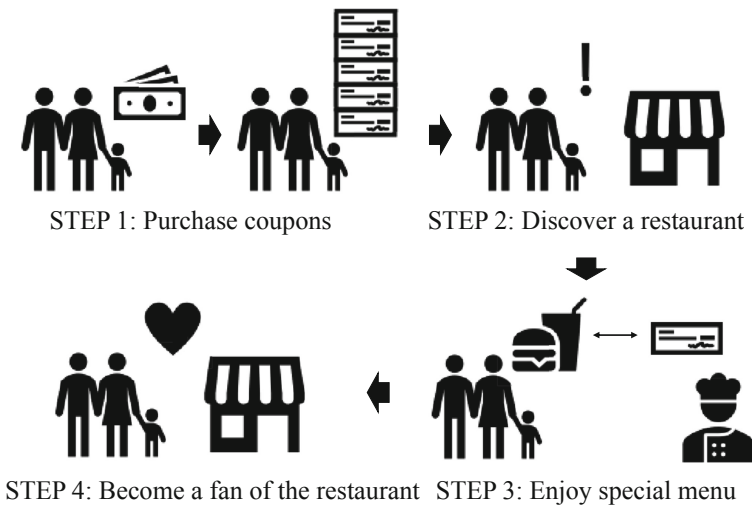 STEP 1: Purchase coupons
STEP 2: Discover a restaurant
STEP 3: Enjoy special menu
STEP 4: Become a fan of the restaurant